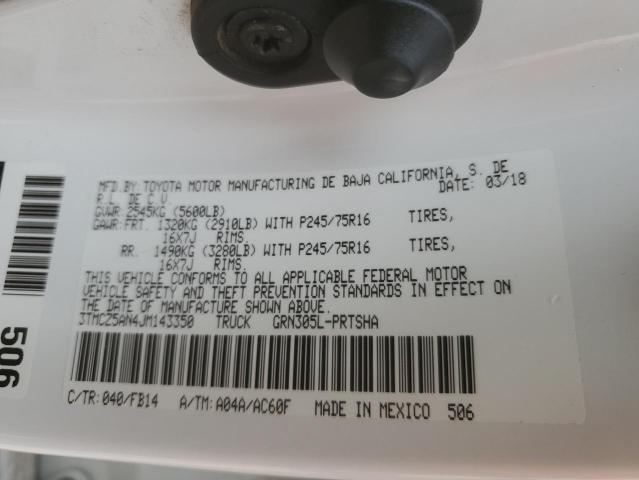 MFD.BY:TOYOTA MOTOR MANUFACTURING DE BAJA CALIFORNIA, S. DE
R.L. DE C.V. DATE: 03/18
GVWR:2545KG (5600LB)
GAWR:FRT. 1320KG (2910LB) WITH P245/75R16 TIRES,
16X7J RIMS.
RR. 1490KG (3280LB) WITH P245/75R16 TIRES,
16X7J RIMS.
THIS VEHICLE CONFORMS TO ALL APPLICABLE FEDERAL MOTOR
VEHICLE SAFETY AND THEFT PREVENTION STANDARDS IN EFFECT ON
THE DATE OF MANUFACTURE SHOWN ABOVE.
3TMCZ5AN4JM143350 TRUCK GRN305L-PRTSHA
C/TR:040/FB14 A/TM:A04A/AC60F MADE IN MEXICO 506
506